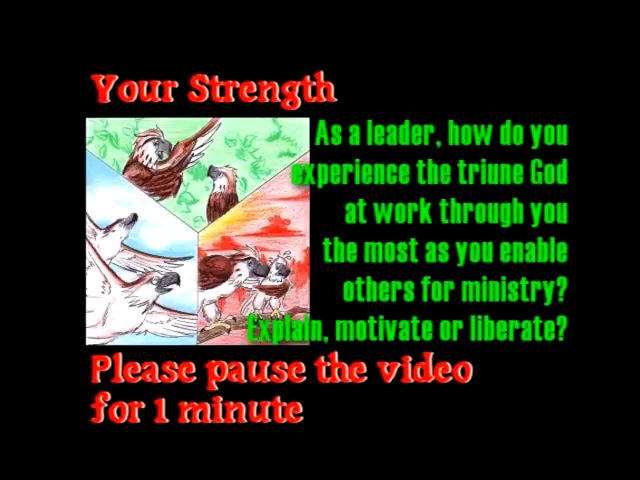 Your Strength
As a leader, how do you
experience the triune God
at work through you
the most as you enable
others for ministry?
Explain, motivate or liberate?
Please pause the video
for 1 minute